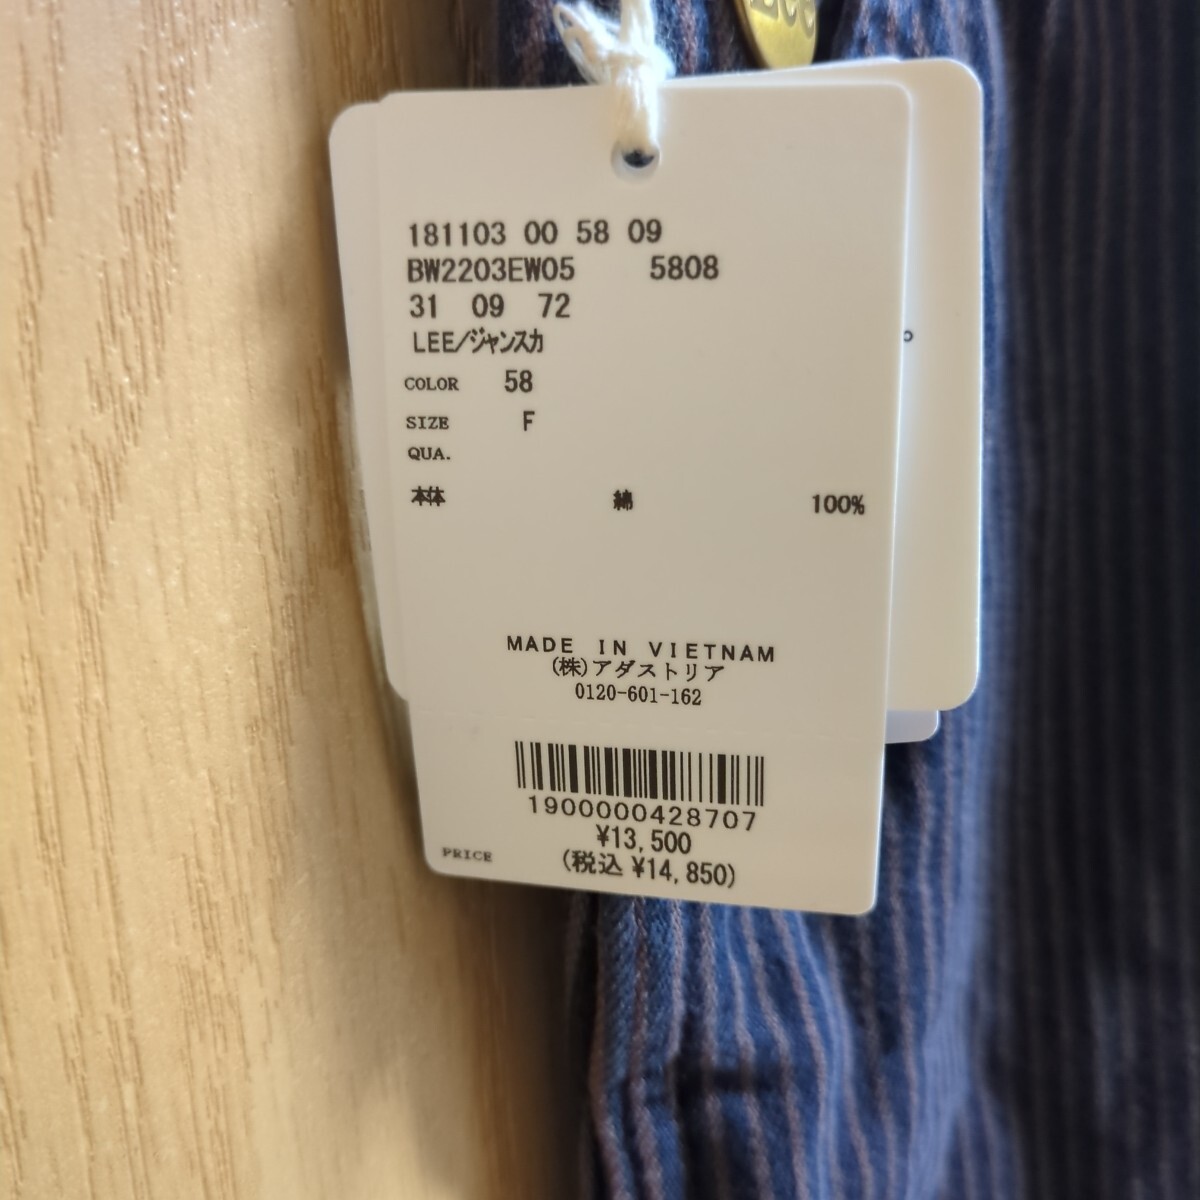 Lee
181103 00 58 09
BW2203EW05 5808
31 09 72
LEE/ジャンスカ
COLOR 58
SIZE F
QUA.
本体 綿 100%
MADE IN VIETNAM
(株)アダストリア
0120-601-162
1900000428707
¥13,500
PRICE (税込 ¥14,850)